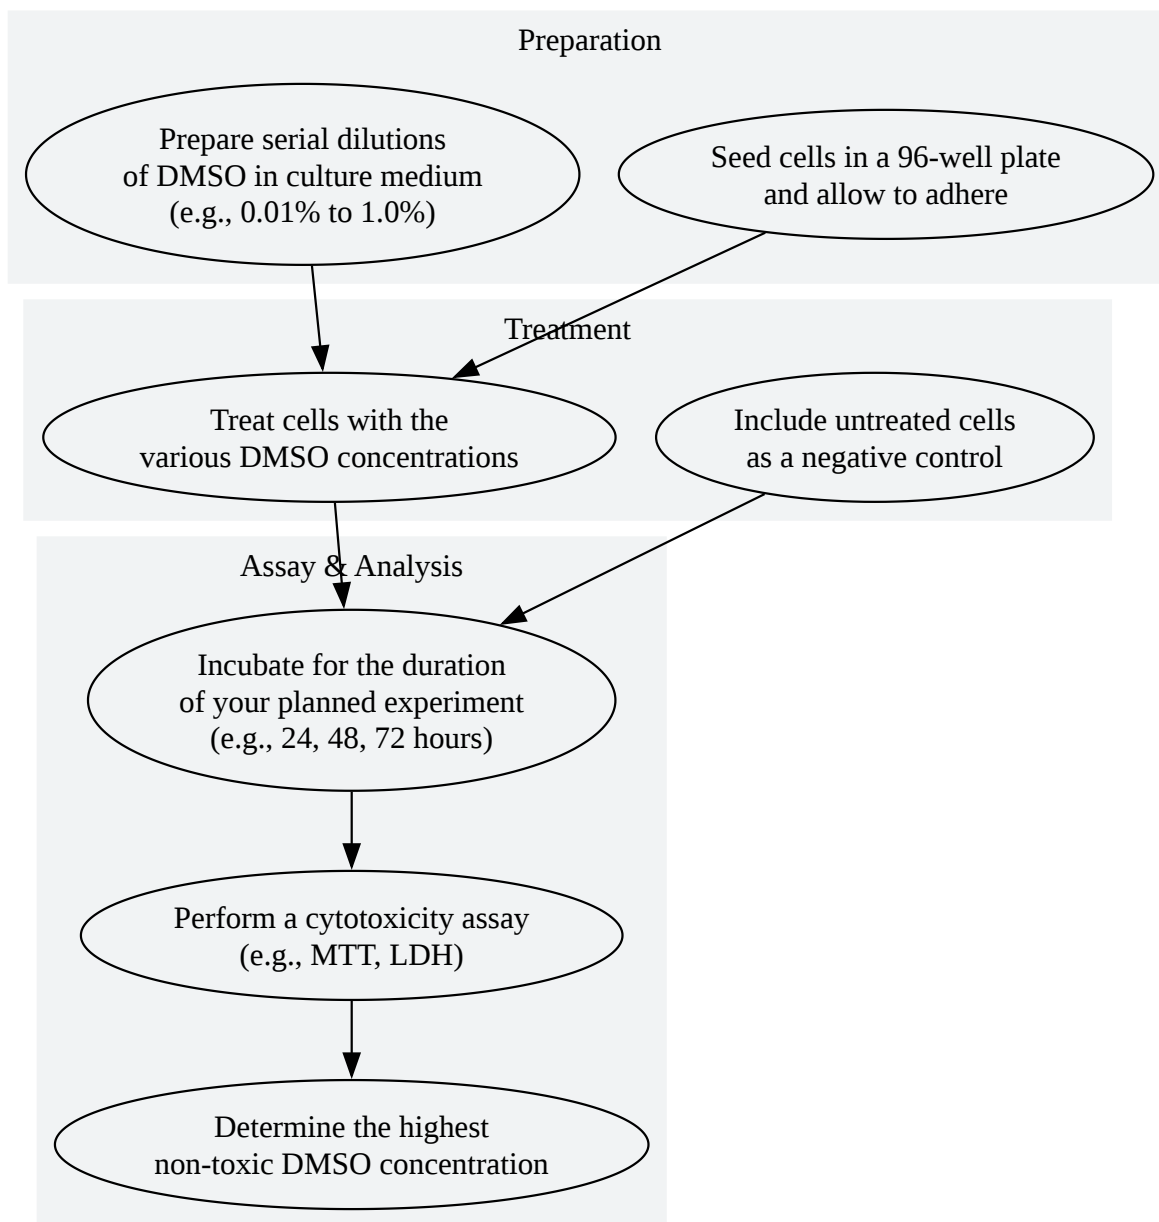 Preparation
Prepare serial dilutions
of DMSO in culture medium
(e.g., 0.01% to 1.0%)
Seed cells in a 96-well plate
and allow to adhere
Treatment
Treat cells with the
various DMSO concentrations
Include untreated cells
as a negative control
Assay & Analysis
Incubate for the duration
of your planned experiment
(e.g., 24, 48, 72 hours)
Perform a cytotoxicity assay
(e.g., MTT, LDH)
Determine the highest
non-toxic DMSO concentration